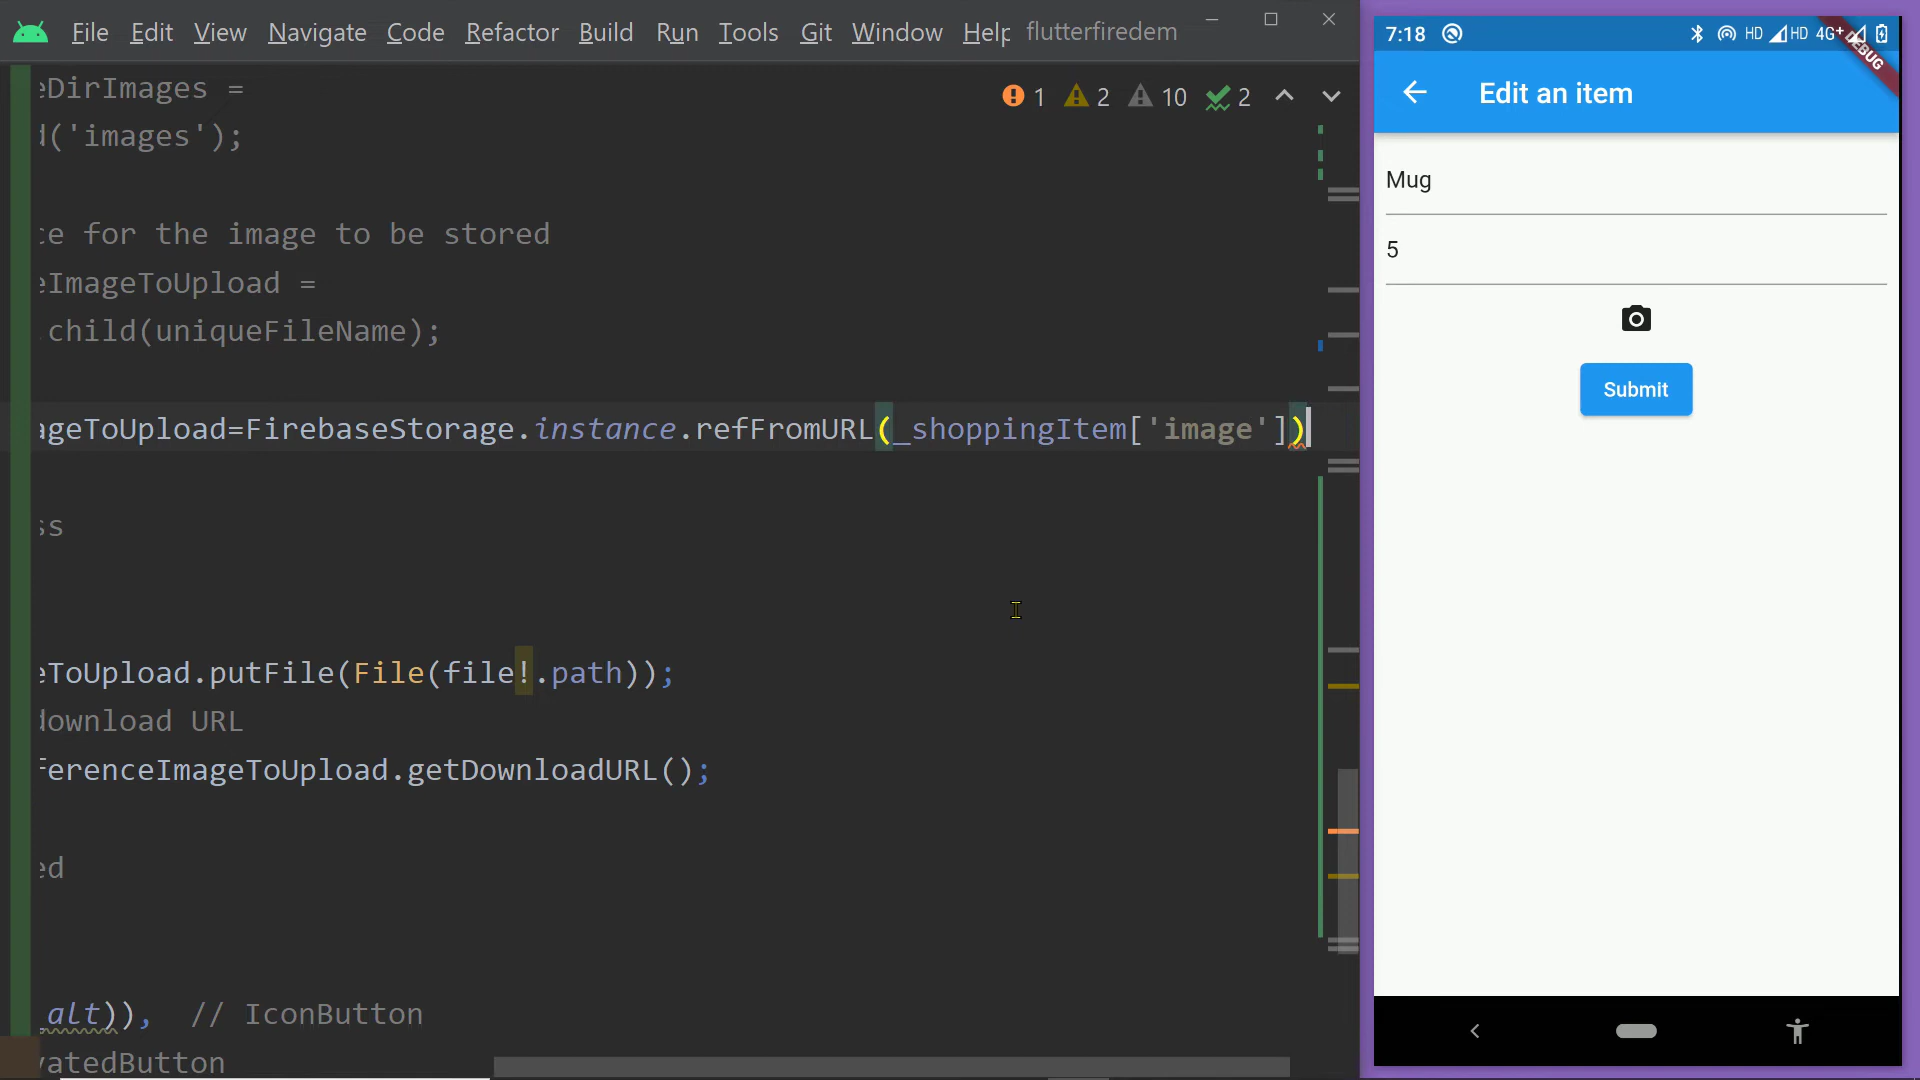 File Edit View Navigate Code Refactor Build Run Tools Git Window Help flutterfiredem
1 2 10 2
eDirImages =
d('images');
ce for the image to be stored
eImageToUpload =
.child(uniqueFileName);
ageToUpload=FirebaseStorage.instance.refFromURL(_shoppingItem['image'])
ss
eToUpload.putFile(File(file!.path));
download URL
ferenceImageToUpload.getDownloadURL();
ed
_alt)), // IconButton
vatedButton
7:18 HD HD 4G+
DEBUG
Edit an item
Mug
5
Submit